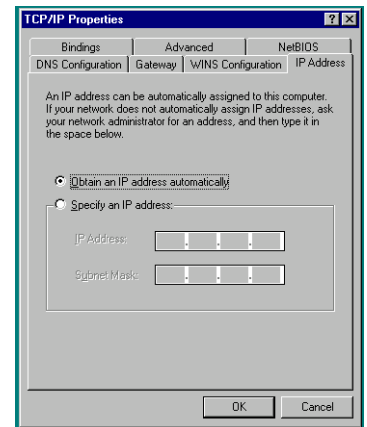 TCP/IP Properties
Bindings Advanced NetBIOS
DNS Configuration Gateway WINS Configuration IP Address
An IP address can be automatically assigned to this computer.
If your network does not automatically assign IP addresses, ask
your network administrator for an address, and then type it in
the space below.
Obtain an IP address automatically
Specify an IP address:
IP Address:
Subnet Mask:
OK Cancel